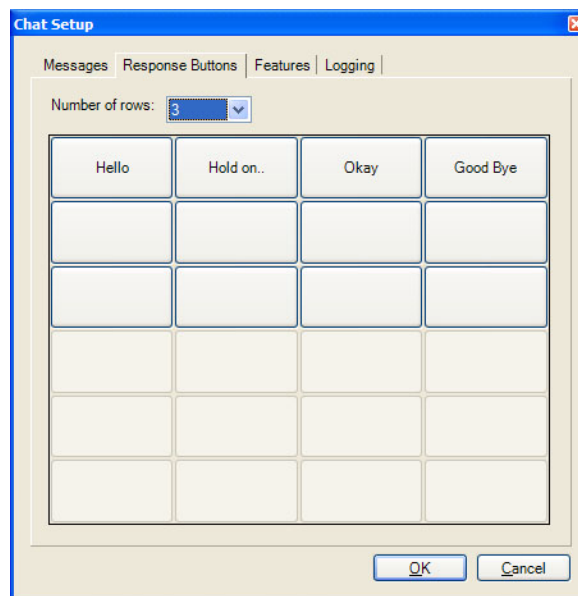 Chat Setup
Messages Response Buttons Features Logging
Number of rows: 3
Hello Hold on.. Okay Good Bye
OK Cancel